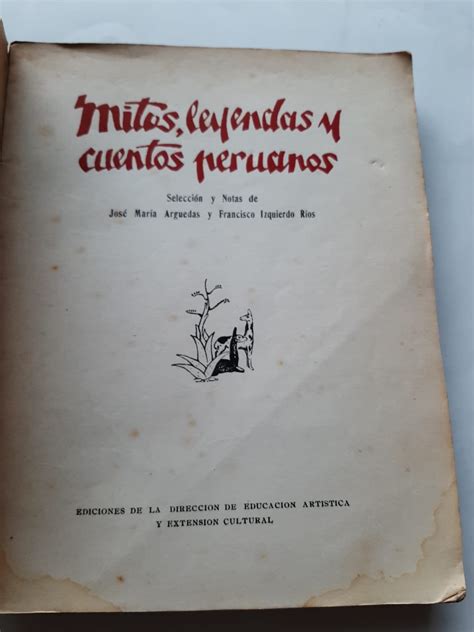 Mitos, leyendas y
cuentos peruanos
Selección y Notas de
José María Arguedas y Francisco Izquierdo Ríos
EDICIONES DE LA DIRECCION DE EDUCACION ARTISTICA
Y EXTENSION CULTURAL